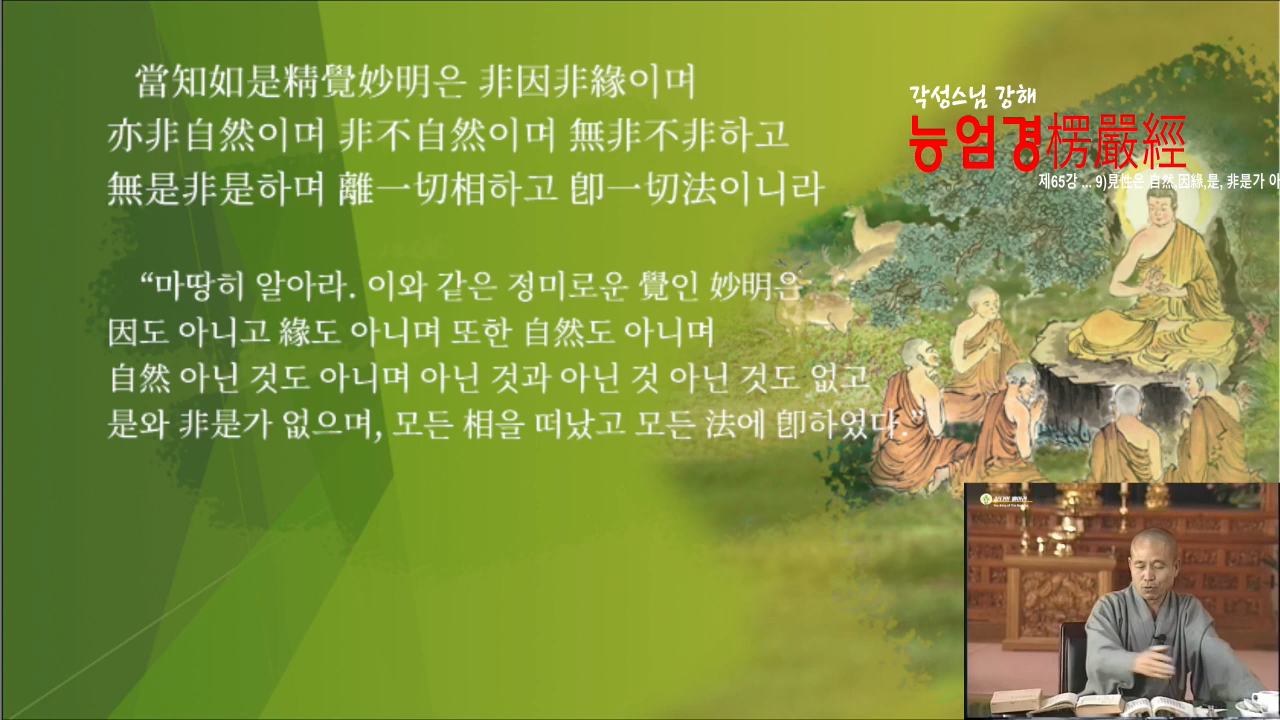 當知如是精覺妙明은 非因非緣이며
亦非自然이며 非不自然이며 無非不非하고
無是非是하며 離一切相하고 卽一切法이니라
“마땅히 알아라. 이와 같은 정미로운 覺인 妙明은
因도 아니고 緣도 아니며 또한 自然도 아니며
自然 아닌 것도 아니며 아닌 것과 아닌 것 아닌 것도 없고
是와 非是가 없으며, 모든 相을 떠났고 모든 法에 卽하였다.”
각성스님 강해
능엄경楞嚴經
제65강 ... 9)見性은 自然,因緣,是, 非是가 아